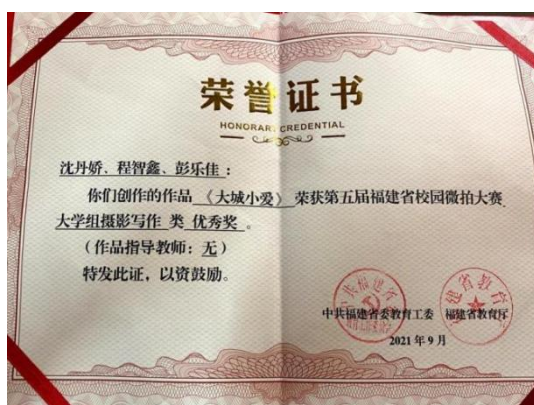 荣誉证书
HONORARY CREDENTIAL
沈丹娇、程智鑫、彭乐佳：
你们创作的作品 《大城小爱》 荣获第五届福建省校园微拍大赛
大学组摄影写作 类 优秀奖 。
（作品指导教师：无）
特发此证，以资鼓励。
中共福建省委教育工委 福建省教育厅
2021年9月